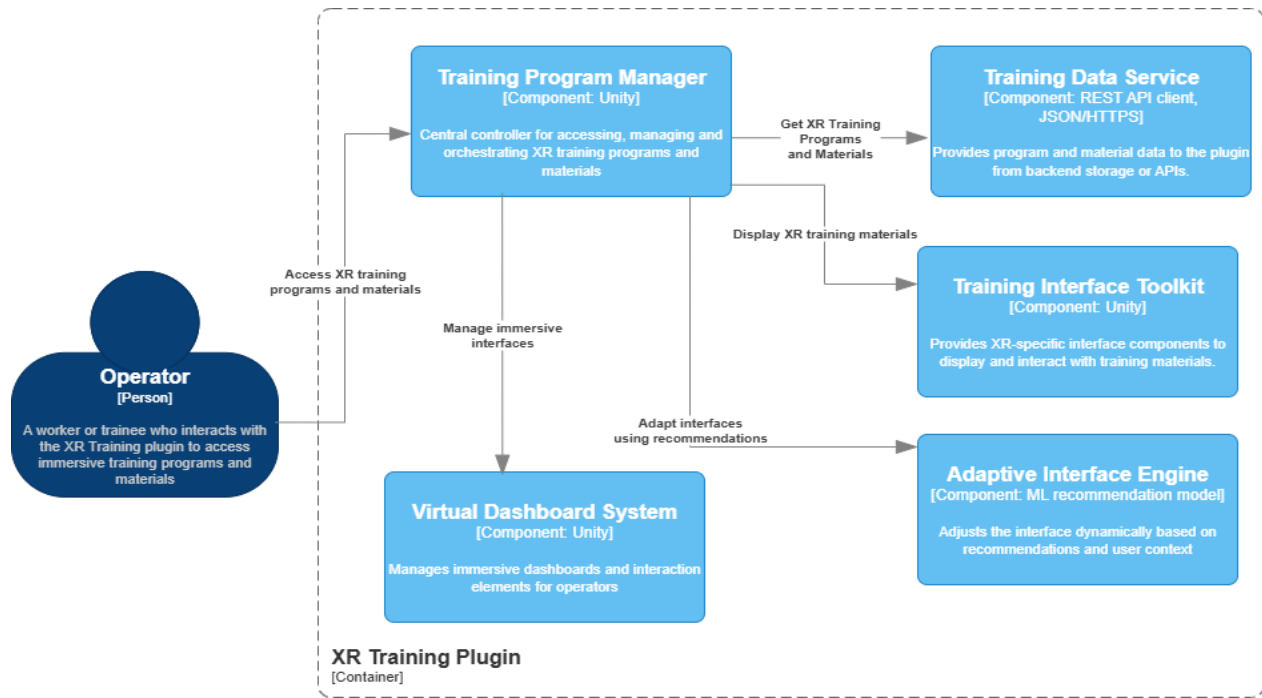 Training Program Manager
[Component: Unity]
Central controller for accessing, managing and
orchestrating XR training programs and
materials
Get XR Training
Programs
and Materials
Training Data Service
[Component: REST API client,
JSON/HTTPS]
Provides program and material data to the plugin
from backend storage or APIs.
Display XR training materials
Training Interface Toolkit
[Component: Unity]
Provides XR-specific interface components to
display and interact with training materials.
Access XR training
programs and materials
Manage immersive
interfaces
Operator
[Person]
A worker or trainee who interacts with
the XR Training plugin to access
immersive training programs and
materials
Adapt interfaces
using recommendations
Adaptive Interface Engine
[Component: ML recommendation model]
Adjusts the interface dynamically based on
recommendations and user context
Virtual Dashboard System
[Component: Unity]
Manages immersive dashboards and interaction
elements for operators
XR Training Plugin
[Container]